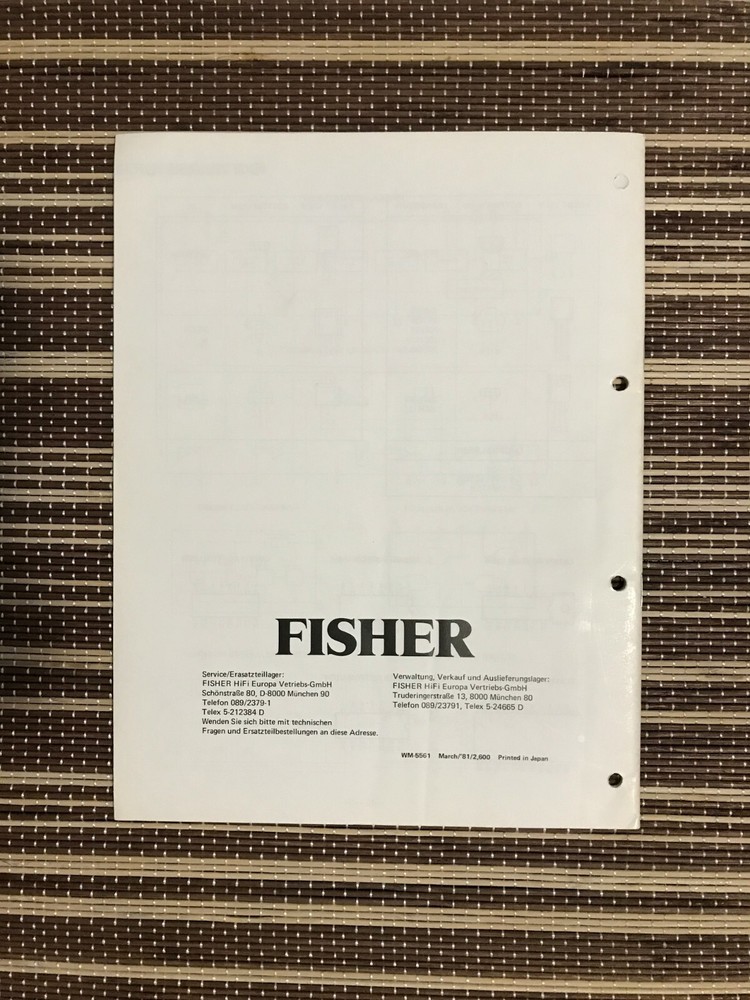 FISHER
Service/Erasatzteillager:
FISHER HiFi Europa Vetriebs-GmbH
Schönstraße 80, D-8000 München 90
Telefon 089/2379-1
Telex 5-212384 D
Wenden Sie sich bitte mit technischen
Fragen und Ersatzteilbestellungen an diese Adresse.
Verwaltung, Verkauf und Auslieferungslager:
FISHER HiFi Europa Vertriebs-GmbH
Truderingerstraße 13, 8000 München 80
Telefon 089/23791, Telex 5-24665 D
WM-5561 March/'81/2,600 Printed in Japan